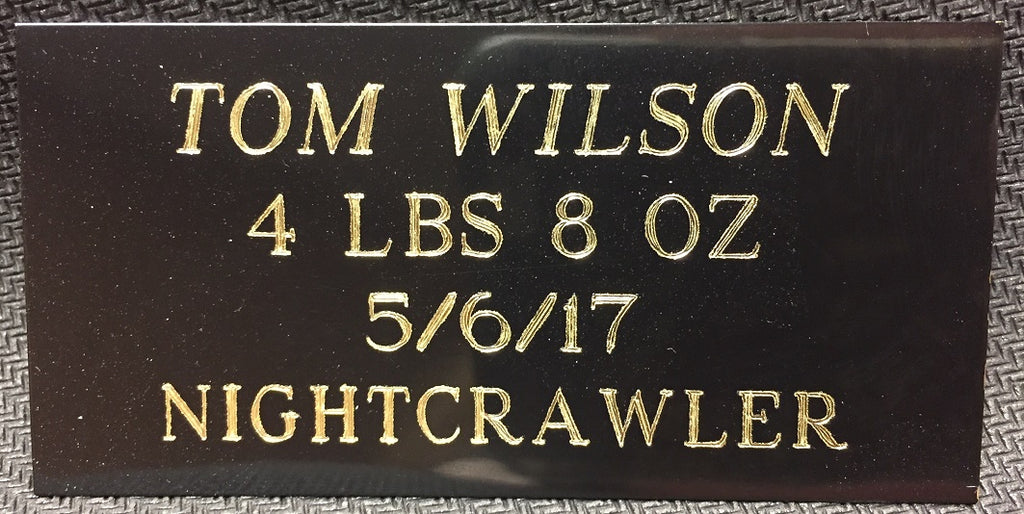 TOM WILSON
4 LBS 8 OZ
5/6/17
NIGHTCRAWLER